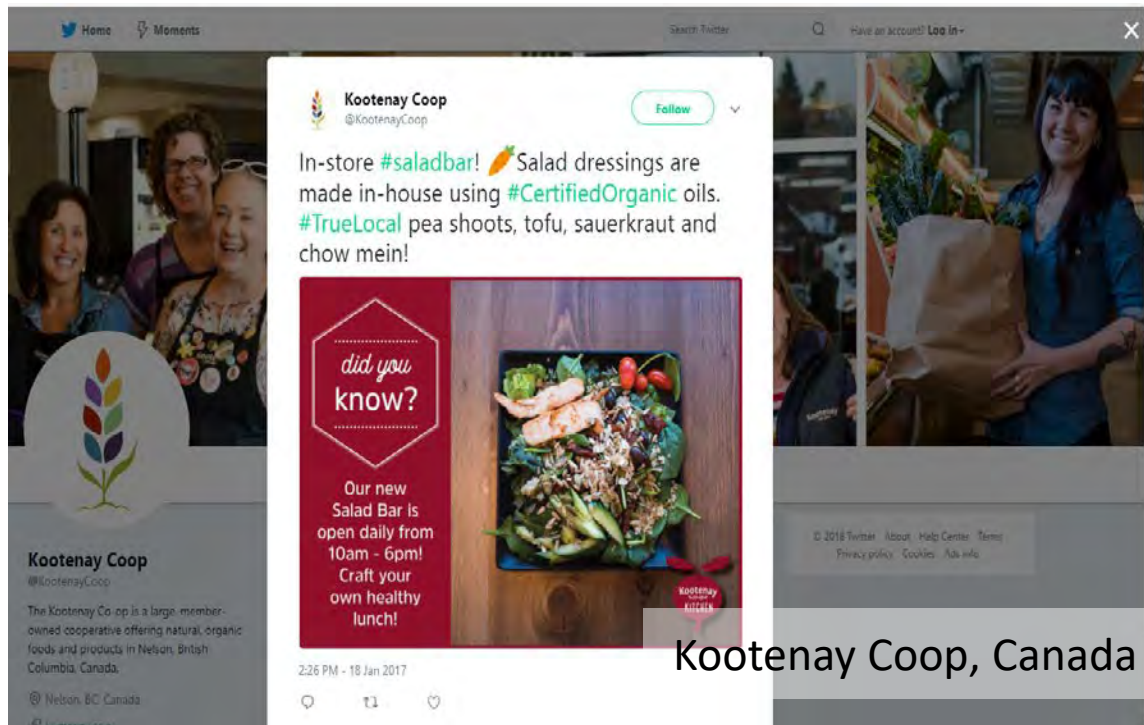 Home Moments
Search Twitter
Have an account? Log in
Kootenay Coop
@KootenayCoop
Follow
In-store #saladbar! 🥕Salad dressings are
made in-house using #CertifiedOrganic oils.
#TrueLocal pea shoots, tofu, sauerkraut and
chow mein!
did you
know?
Our new
Salad Bar is
open daily from
10am - 6pm!
Craft your
own healthy
lunch!
Kootenay
KITCHEN
2:26 PM - 18 Jan 2017
Kootenay Coop
@KootenayCoop
The Kootenay Co-op is a large, member-
owned cooperative offering natural, organic
foods and products in Nelson, British
Columbia, Canada.
Nelson, BC Canada
© 2018 Twitter About Help Center Terms
Privacy policy Cookies Ads info
Kootenay
Kootenay Coop, Canada